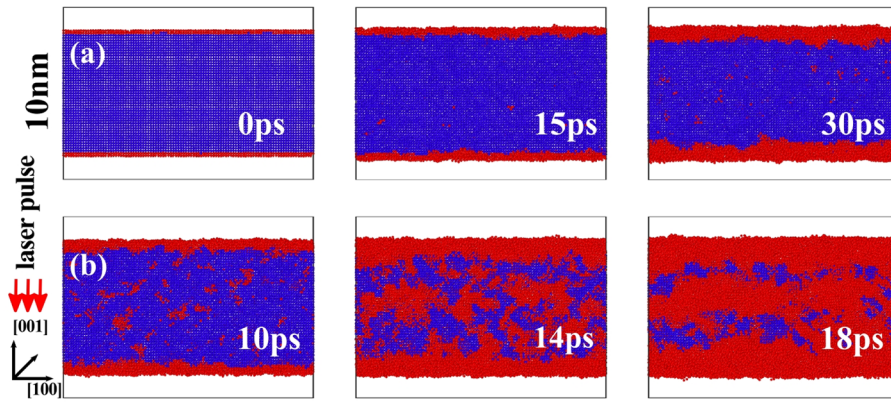 (a)
10nm
0ps
15ps
30ps
laser pulse
(b)
10ps
14ps
18ps
[001]
[100]